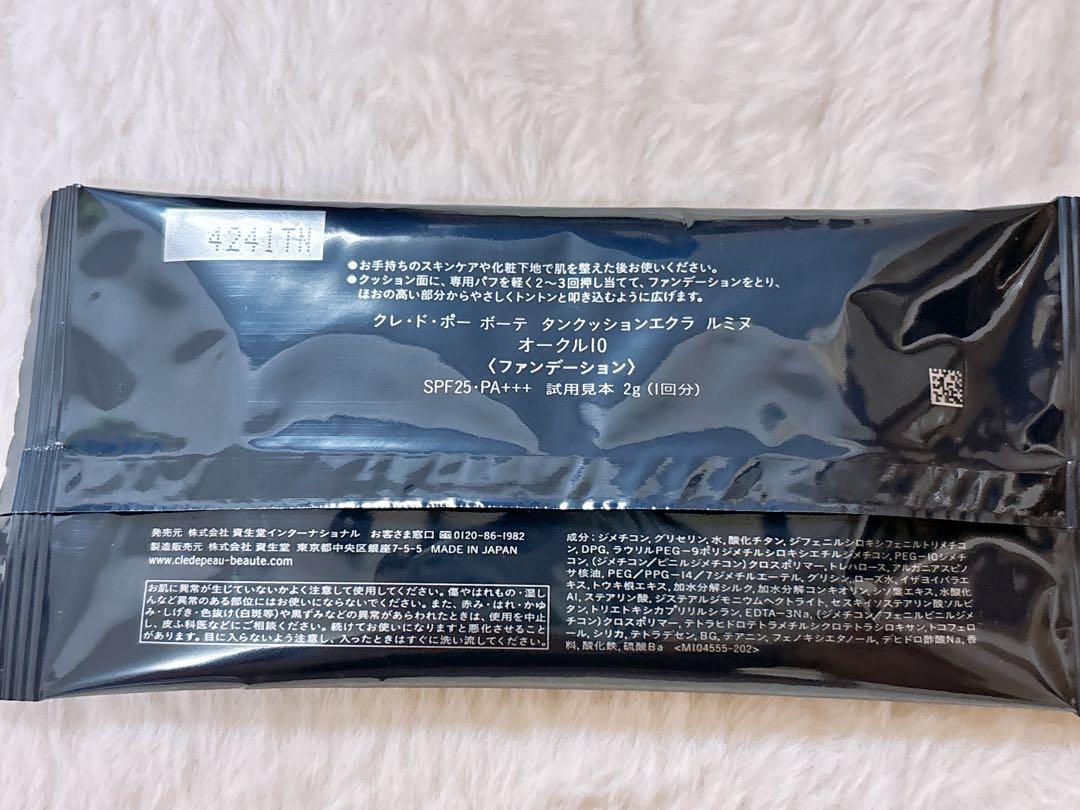 4241TN
●お手持ちのスキンケアや化粧下地で肌を整えた後お使いください。
●クッション面に、専用パフを軽く2〜3回押し当てて、ファンデーションをとり、
ほおの高い部分からやさしくトントンと叩き込むように広げます。
クレ・ド・ポー ボーテ タンクッションエクラ ルミヌ
オークル10
〈ファンデーション〉
SPF25・PA+++ 試用見本 2g (1回分)
発売元 株式会社 資生堂インターナショナル お客さま窓口 0120-86-1982
製造販売元 株式会社 資生堂 東京都中央区銀座7-5-5 MADE IN JAPAN
www.cledepeau-beaute.com
お肌に異常が生じていないかよく注意して使用してください。傷やはれもの・湿し
んなど異常のある部位にはお使いにならないでください。また、赤み・はれ・かゆ
み・しげき・色抜け(白斑等)や黒ずみなどの異常があらわれたときは、使用を中止
し、皮ふ科医などにご相談ください。続けてお使いになりますと悪化させることが
あります。目に入らないよう注意し、入ったときはすぐに洗い流してください。
成分：ジメチコン, グリセリン, 水, 酸化チタン, ジフェニルシロキシフェニルトリメチコ
ン, DPG, ラウリルPEG-9ポリジメチルシロキシエチルジメチコン, PEG-10ジメチ
コン, (ジメチコン/ビニルジメチコン)クロスポリマー, トレハロース, アルガニアスピノ
サ核油, PEG/PPG-14/7ジメチルエーテル, グリシン, ローズ水, イザヨイバラエ
キス, トウキ根エキス, 加水分解シルク, 加水分解コンキオリン, シソ葉エキス, 水酸化
Al, ステアリン酸, ジステアルジモニウムヘクトライト, セスキイソステアリン酸ソルビ
タン, トリエトキシカプリリルシラン, EDTA-3Na, (ジメチコン/フェニルビニルジメ
チコン)クロスポリマー, テトラヒドロテトラメチルシクロテトラシロキサン, トコフェロ
ール, シリカ, テトラデセン, BG, テアニン, フェノキシエタノール, デヒドロ酢酸Na, 香
料, 酸化鉄, 硫酸Ba <M104555-202>